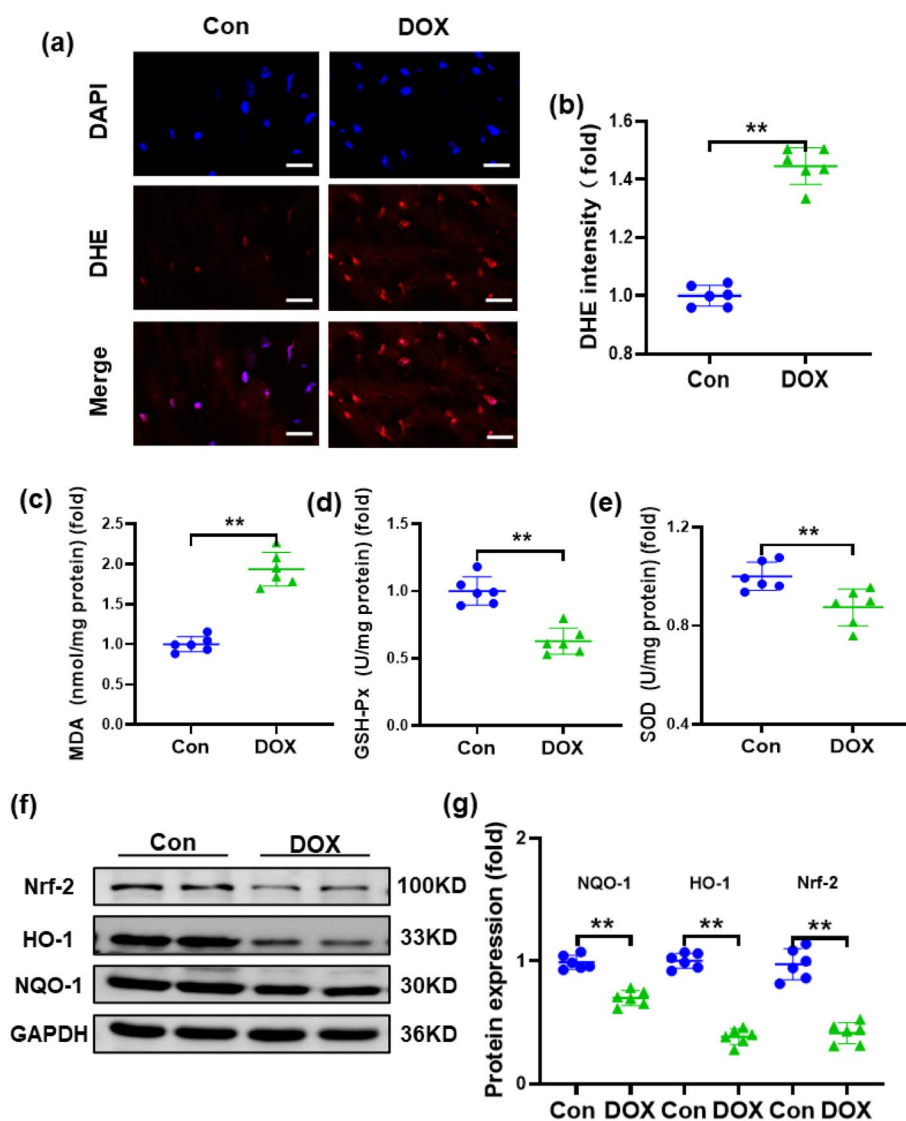 (a)
Con DOX
DAPI
DHE
Merge
(b)
DHE intensity ( fold)
1.6
1.4
1.2
1.0
0.8
**
Con DOX
(c)
MDA (nmol/mg protein) (fold)
2.5
2.0
1.5
1.0
0.5
0.0
**
Con DOX
(d)
GSH-Px (U/mg protein) (fold)
1.5
1.0
0.5
0.0
**
Con DOX
(e)
SOD (U/mg protein) (fold)
1.2
0.8
0.4
**
Con DOX
(f)
Con DOX
Nrf-2 100KD
HO-1 33KD
NQO-1 30KD
GAPDH 36KD
(g)
Protein expression (fold)
2
1
0
NQO-1 HO-1 Nrf-2
** ** **
Con DOX Con DOX Con DOX